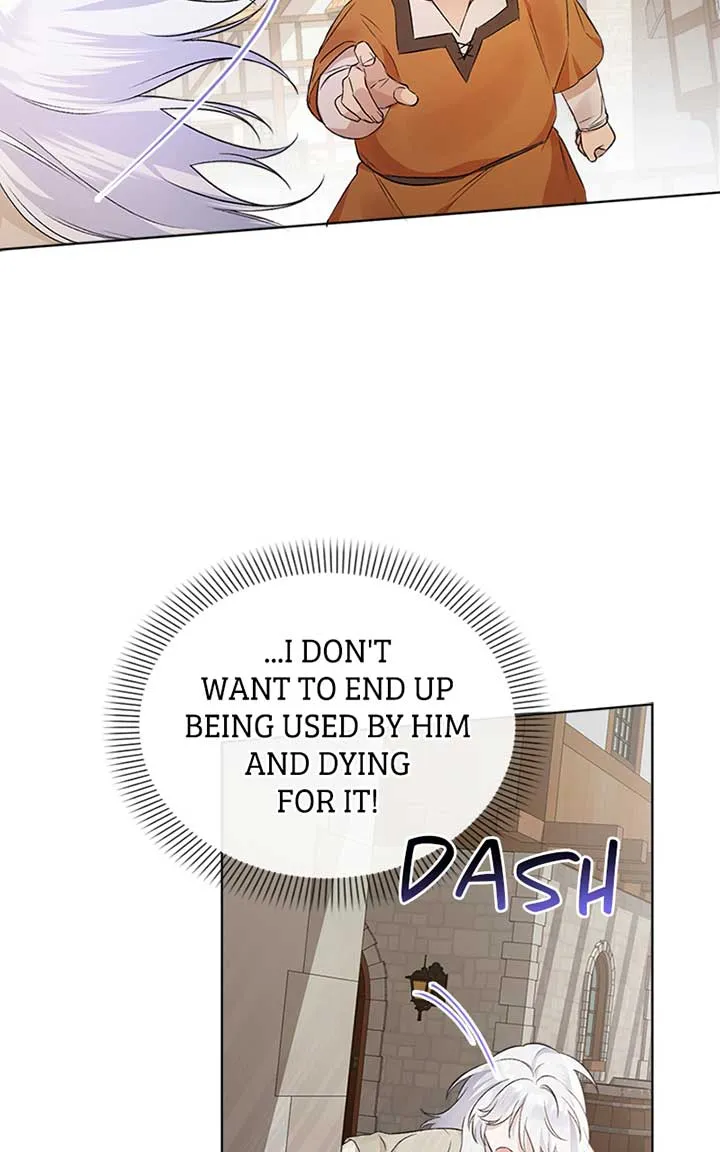 ...I DON'T
WANT TO END UP
BEING USED BY HIM
AND DYING
FOR IT!
DASH